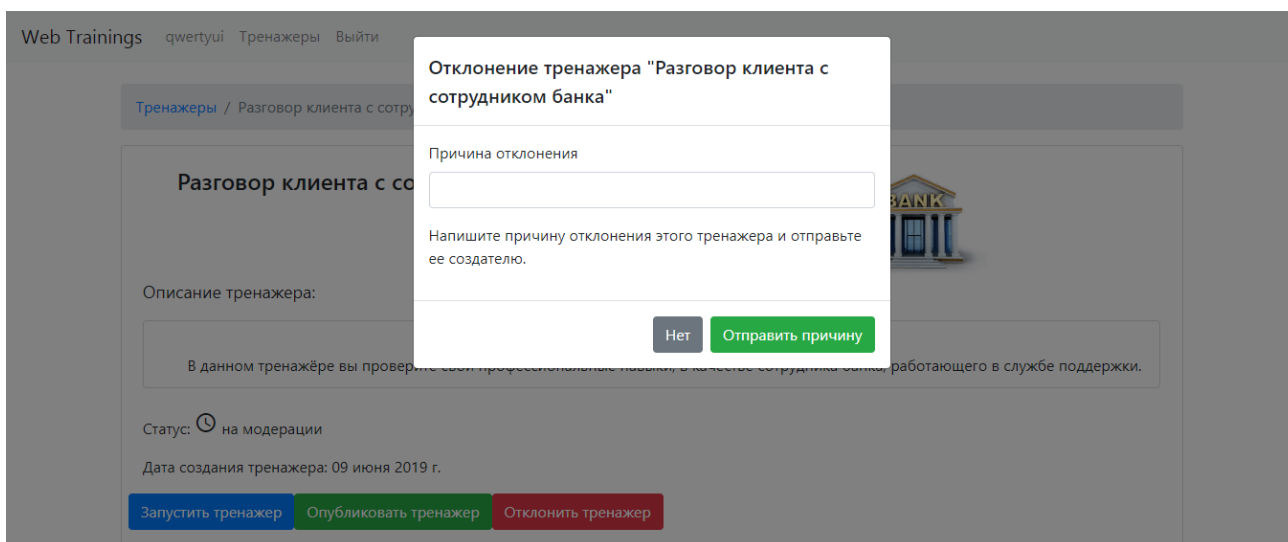 Web Trainings qwertyui Тренажеры Выйти
Отклонение тренажера "Разговор клиента с
сотрудником банка"
Тренажеры / Разговор клиента с сотру
Причина отклонения
Разговор клиента с со
BANK
Напишите причину отклонения этого тренажера и отправьте
ее создателю.
Описание тренажера:
Нет Отправить причину
В данном тренажёре вы проверите свои профессиональные навыки, в качестве сотрудника банка, работающего в службе поддержки.
Статус: на модерации
Дата создания тренажера: 09 июня 2019 г.
Запустить тренажер Опубликовать тренажер Отклонить тренажер